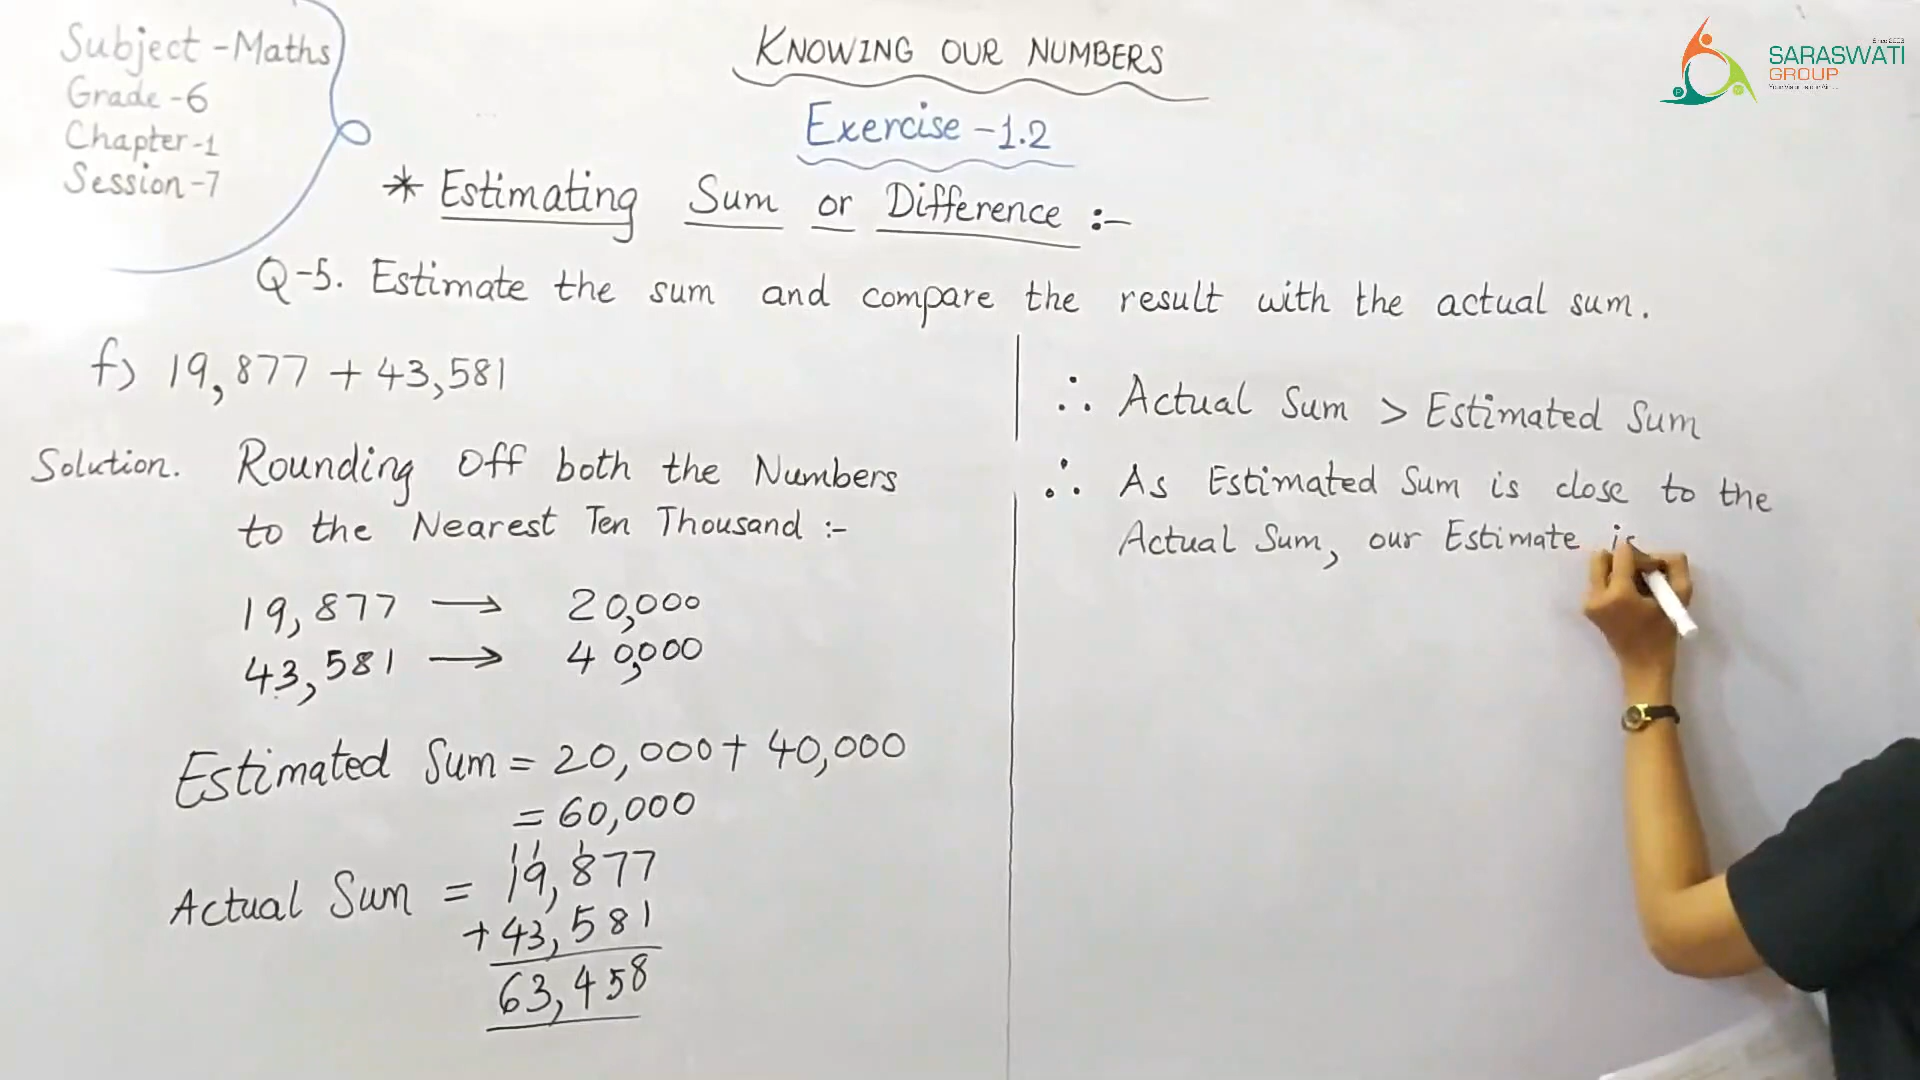 Subject - Maths
Grade - 6
Chapter - 1
Session - 7
KNOWING OUR NUMBERS
Exercise - 1.2
SARASWATI
GROUP
* Estimating Sum or Difference :-
Q-5. Estimate the sum and compare the result with the actual sum.
f) 19,877 + 43,581
Solution. Rounding Off both the Numbers
to the Nearest Ten Thousand :-
19,877 → 20,000
43,581 → 40,000
Estimated Sum = 20,000 + 40,000
= 60,000
1 1 1
Actual Sum = 19,877
+ 43,581
63,458
∴ Actual Sum > Estimated Sum
∴ As Estimated Sum is close to the
Actual Sum, our Estimate is